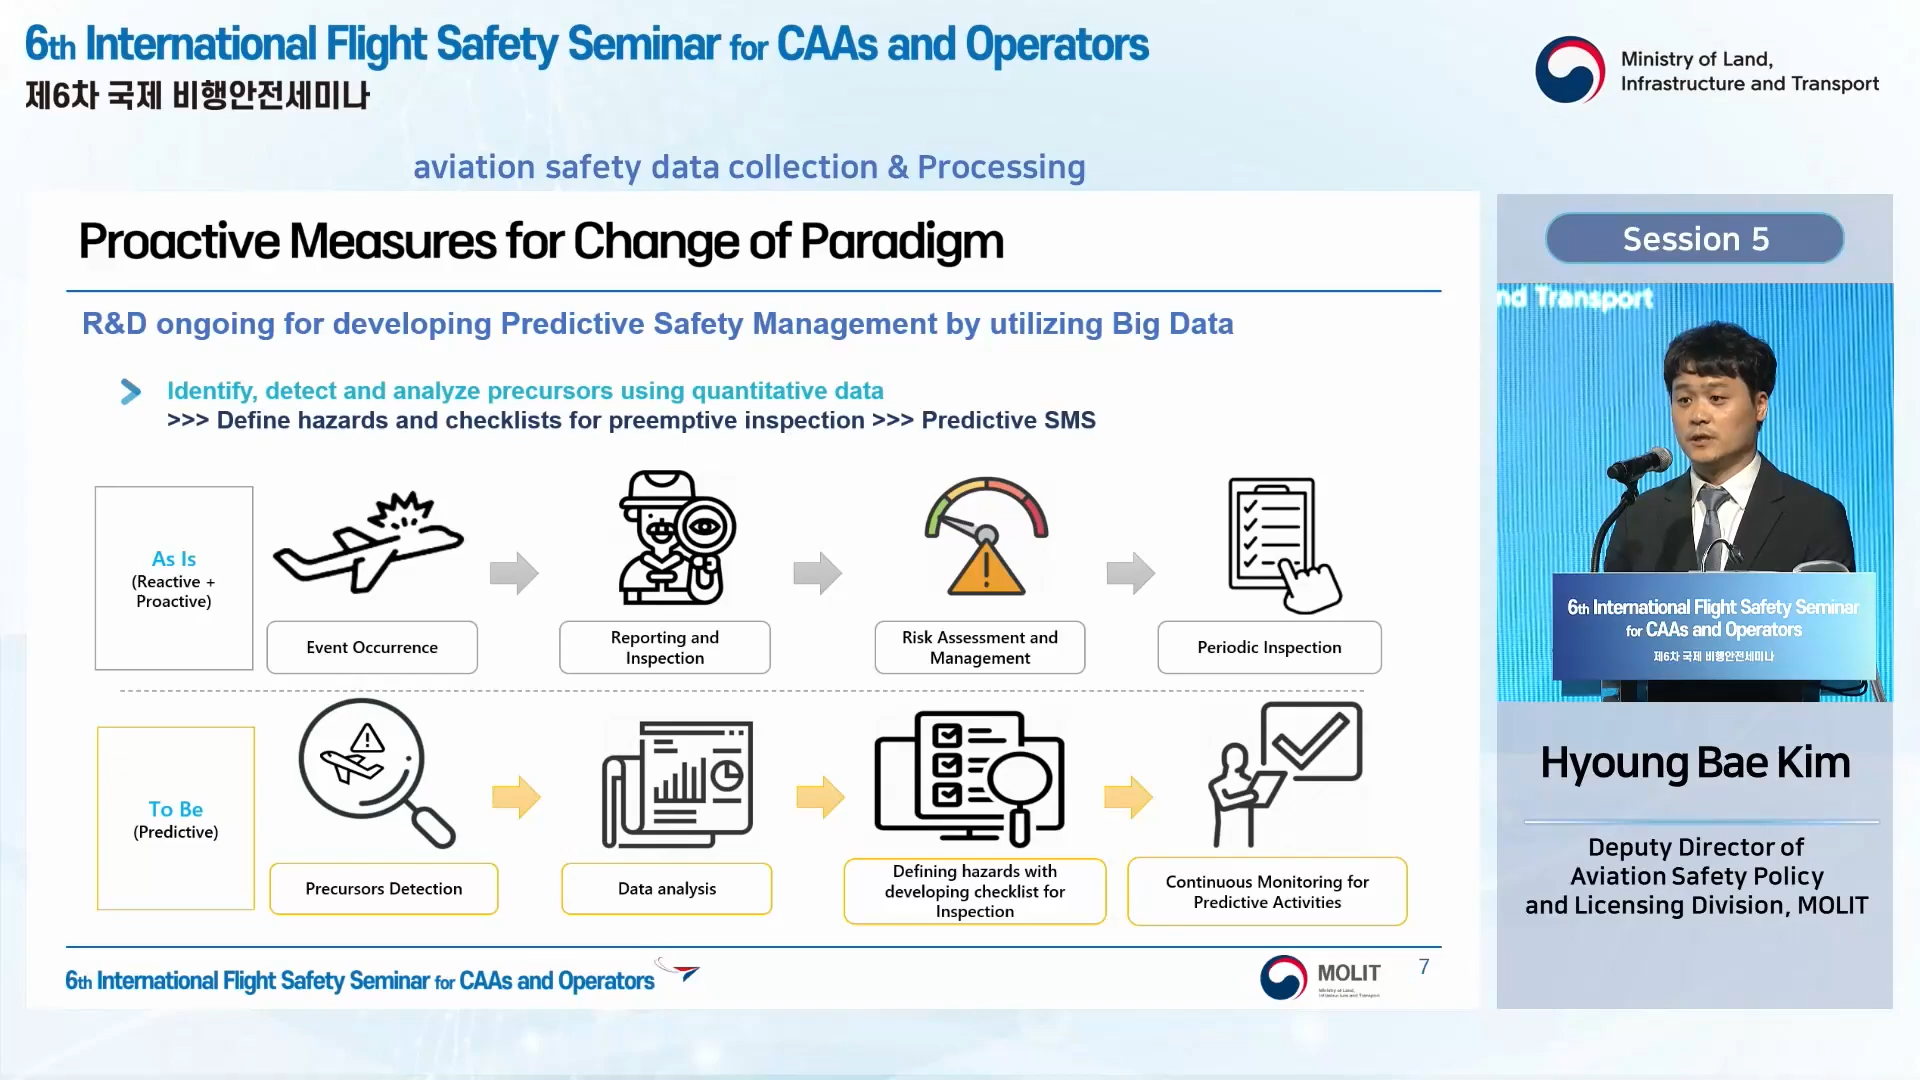 6th International Flight Safety Seminar for CAAs and Operators
제6차 국제 비행안전세미나
Ministry of Land,
Infrastructure and Transport
aviation safety data collection & Processing
Proactive Measures for Change of Paradigm
R&D ongoing for developing Predictive Safety Management by utilizing Big Data
Identify, detect and analyze precursors using quantitative data
>>> Define hazards and checklists for preemptive inspection >>> Predictive SMS
As Is
(Reactive +
Proactive)
Event Occurrence
Reporting and
Inspection
Risk Assessment and
Management
Periodic Inspection
To Be
(Predictive)
Precursors Detection
Data analysis
Defining hazards with
developing checklist for
Inspection
Continuous Monitoring for
Predictive Activities
6th International Flight Safety Seminar for CAAs and Operators
MOLIT
Ministry of Land,
Infrastructure and Transport
7
Session 5
nd Transport
6th International Flight Safety Seminar
for CAAs and Operators
제6차 국제 비행안전세미나
Hyoung Bae Kim
Deputy Director of
Aviation Safety Policy
and Licensing Division, MOLIT